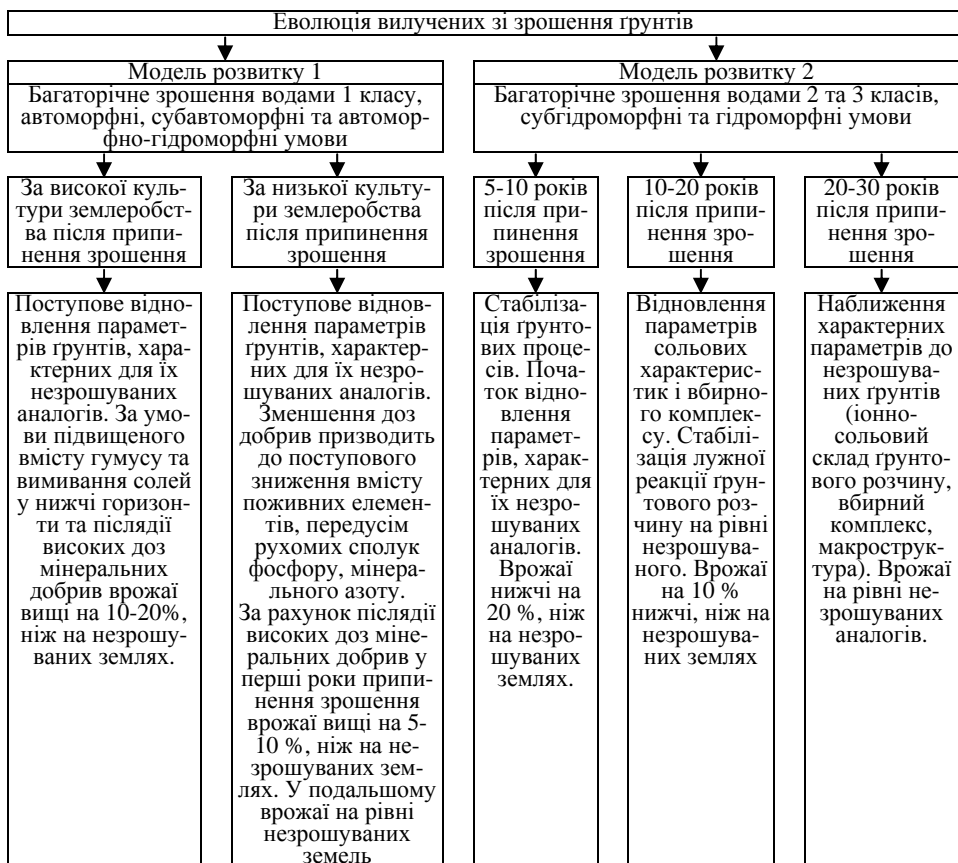 Еволюція вилучених зі зрошення ґрунтів
Модель розвитку 1
Багаторічне зрошення водами 1 класу,
автоморфні, субавтоморфні та автомор-
фно-гідроморфні умови
Модель розвитку 2
Багаторічне зрошення водами 2 та 3 класів,
субгідроморфні та гідроморфні умови
За високої куль-
тури землеробст-
ва після припи-
нення зрошення
За низької культу-
ри землеробства
після припинення
зрошення
5-10 років
після при-
пинення
зрошення
10-20 років
після припи-
нення зро-
шення
20-30 років
після припи-
нення зро-
шення
Поступове від­но-
влення парамет-
рів ґрунтів, хара-
ктерних для їх
незрошуваних
аналогів. За умо-
ви підвищеного
вмісту гумусу та
вимивання солей
у нижчі горизон-
ти та післядії
високих доз
мінеральних
добрив врожаї
вищі на 10-20%,
ніж на незрошу-
ваних землях.
Поступове віднов-
лення параметрів
ґрунтів, характер-
них для їх незро-
шуваних аналогів.
Зменшення доз
добрив призводить
до поступового
зниження вмісту
поживних елемен-
тів, передусім
рухомих сполук
фосфору, мінера-
льного азоту.
За рахунок післядії
високих доз міне-
ральних добрив у
перші роки припи-
нення зрошення
врожаї вищі на 5-
10 %, ніж на не-
зрошуваних зем-
лях. У подальшому
врожаї на рівні
незрошуваних
земель
Стабіліза-
ція ґрунто-
вих проце-
сів. Поча-
ток віднов-
лення
парамет-
рів, харак-
терних для
їх незро-
шуваних
аналогів.
Врожаї
нижчі на
20 %, ніж
на незро-
шуваних
землях.
Відновлення
параметрів
сольових
характерис-
тик і вбирно-
го комплек-
су. Стабілі-
зація лужної
реакції ґрун-
тового роз-
чину на рівні
незрошува-
ного. Врожаї
на 10 %
нижчі, ніж на
незрошува-
них землях
Наближення
характерних
параметрів до
незрошува-
них ґрунтів
(іонно-
сольовий
склад ґрунто-
вого розчину,
вбирний
комплекс,
макрострук-
тура). Врожаї
на рівні не-
зрошуваних
аналогів.